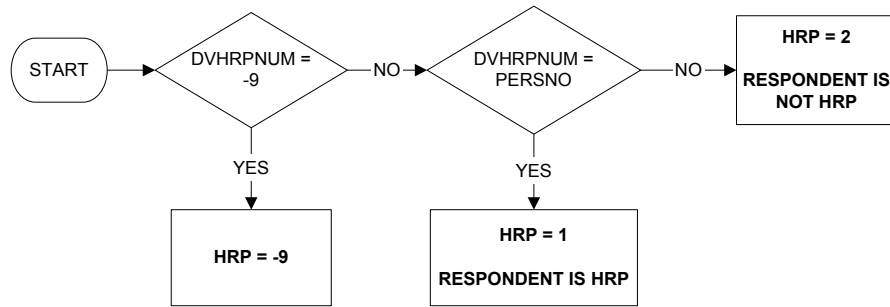 START
DVHRPNUM =
-9
NO
DVHRPNUM =
PERSNO
NO
HRP = 2
RESPONDENT IS
NOT HRP
YES
YES
HRP = -9
HRP = 1
RESPONDENT IS HRP